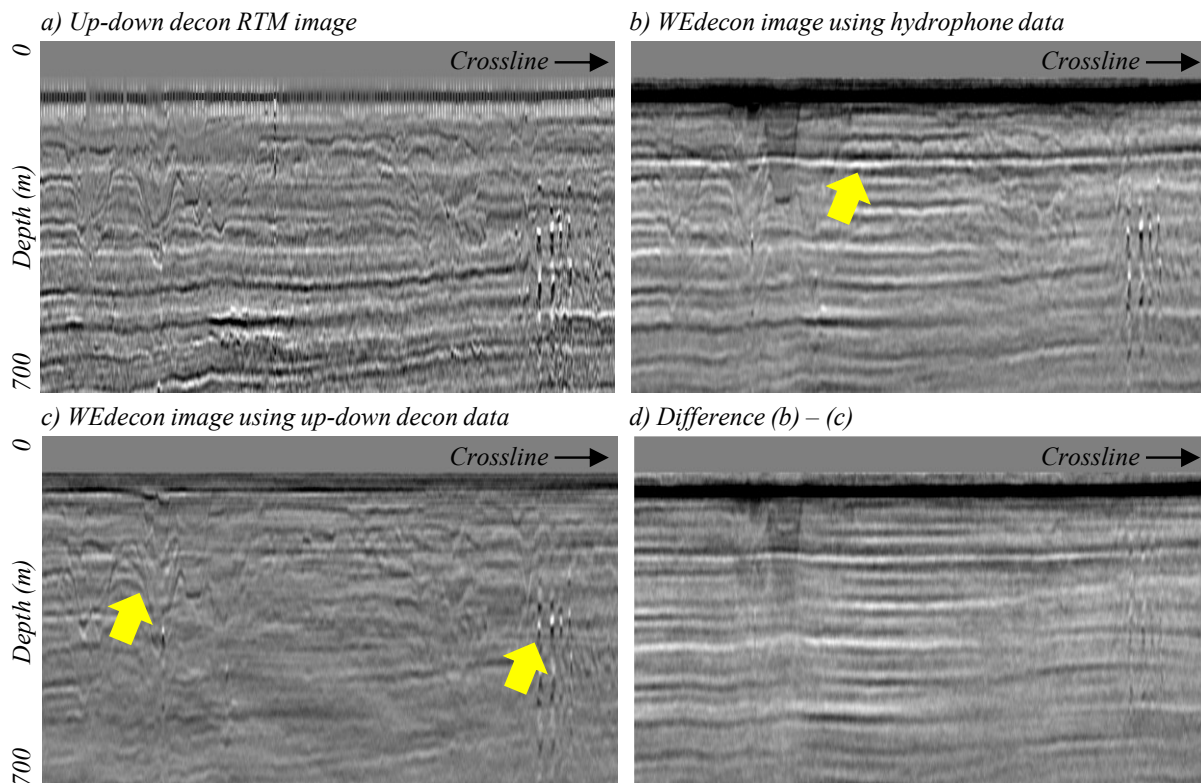 a) Up-down decon RTM image
b) WEdecon image using hydrophone data
0
Crossline
Crossline
Depth (m)
700
c) WEdecon image using up-down decon data
d) Difference (b) – (c)
0
Crossline
Crossline
Depth (m)
700